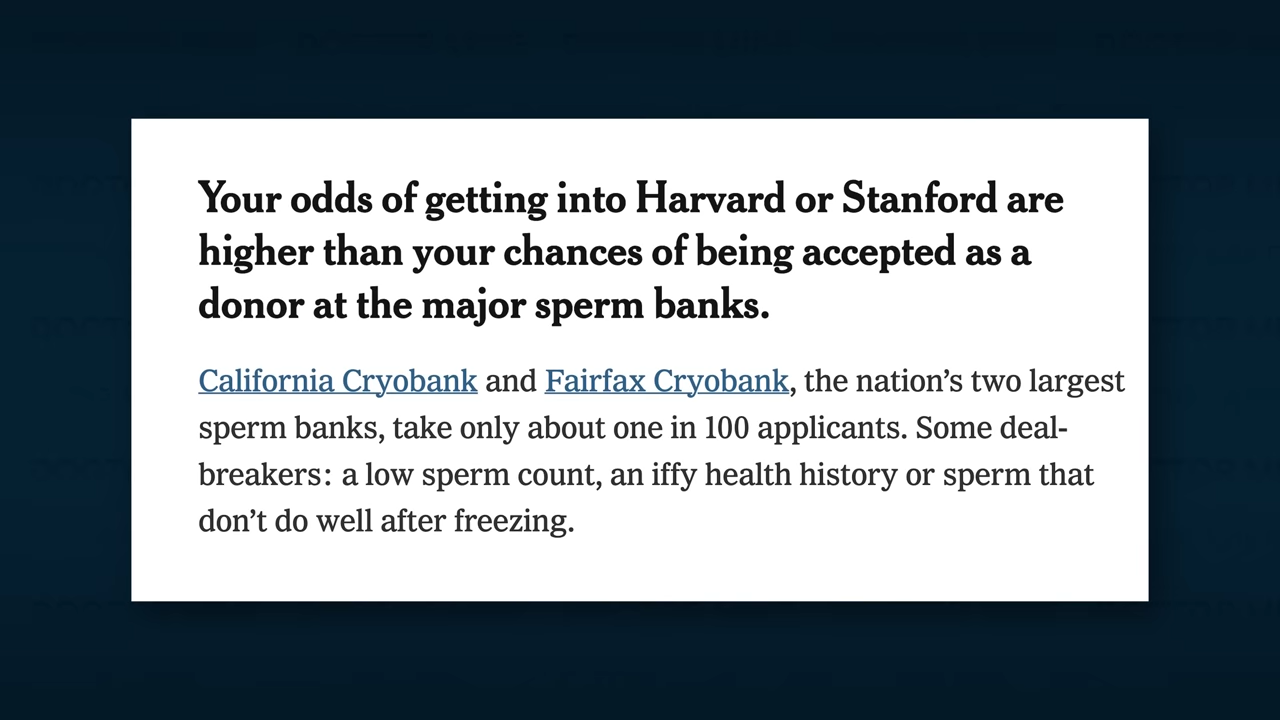 Your odds of getting into Harvard or Stanford are
higher than your chances of being accepted as a
donor at the major sperm banks.
California Cryobank and Fairfax Cryobank, the nation’s two largest
sperm banks, take only about one in 100 applicants. Some deal-
breakers: a low sperm count, an iffy health history or sperm that
don’t do well after freezing.